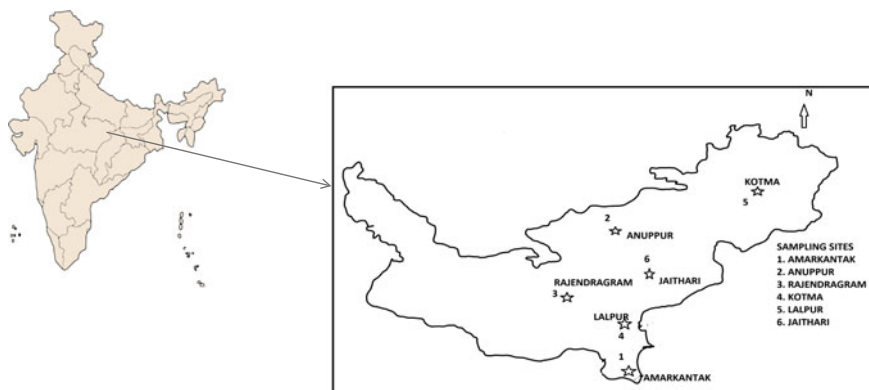 N
KOTMA
5
2
ANUPPUR
SAMPLING SITES
1. AMARKANTAK
2. ANUPPUR
3. RAJENDRAGRAM
4. KOTMA
5. LALPUR
6. JAITHARI
6
JAITHARI
RAJENDRAGRAM
3
LALPUR
4
1
AMARKANTAK